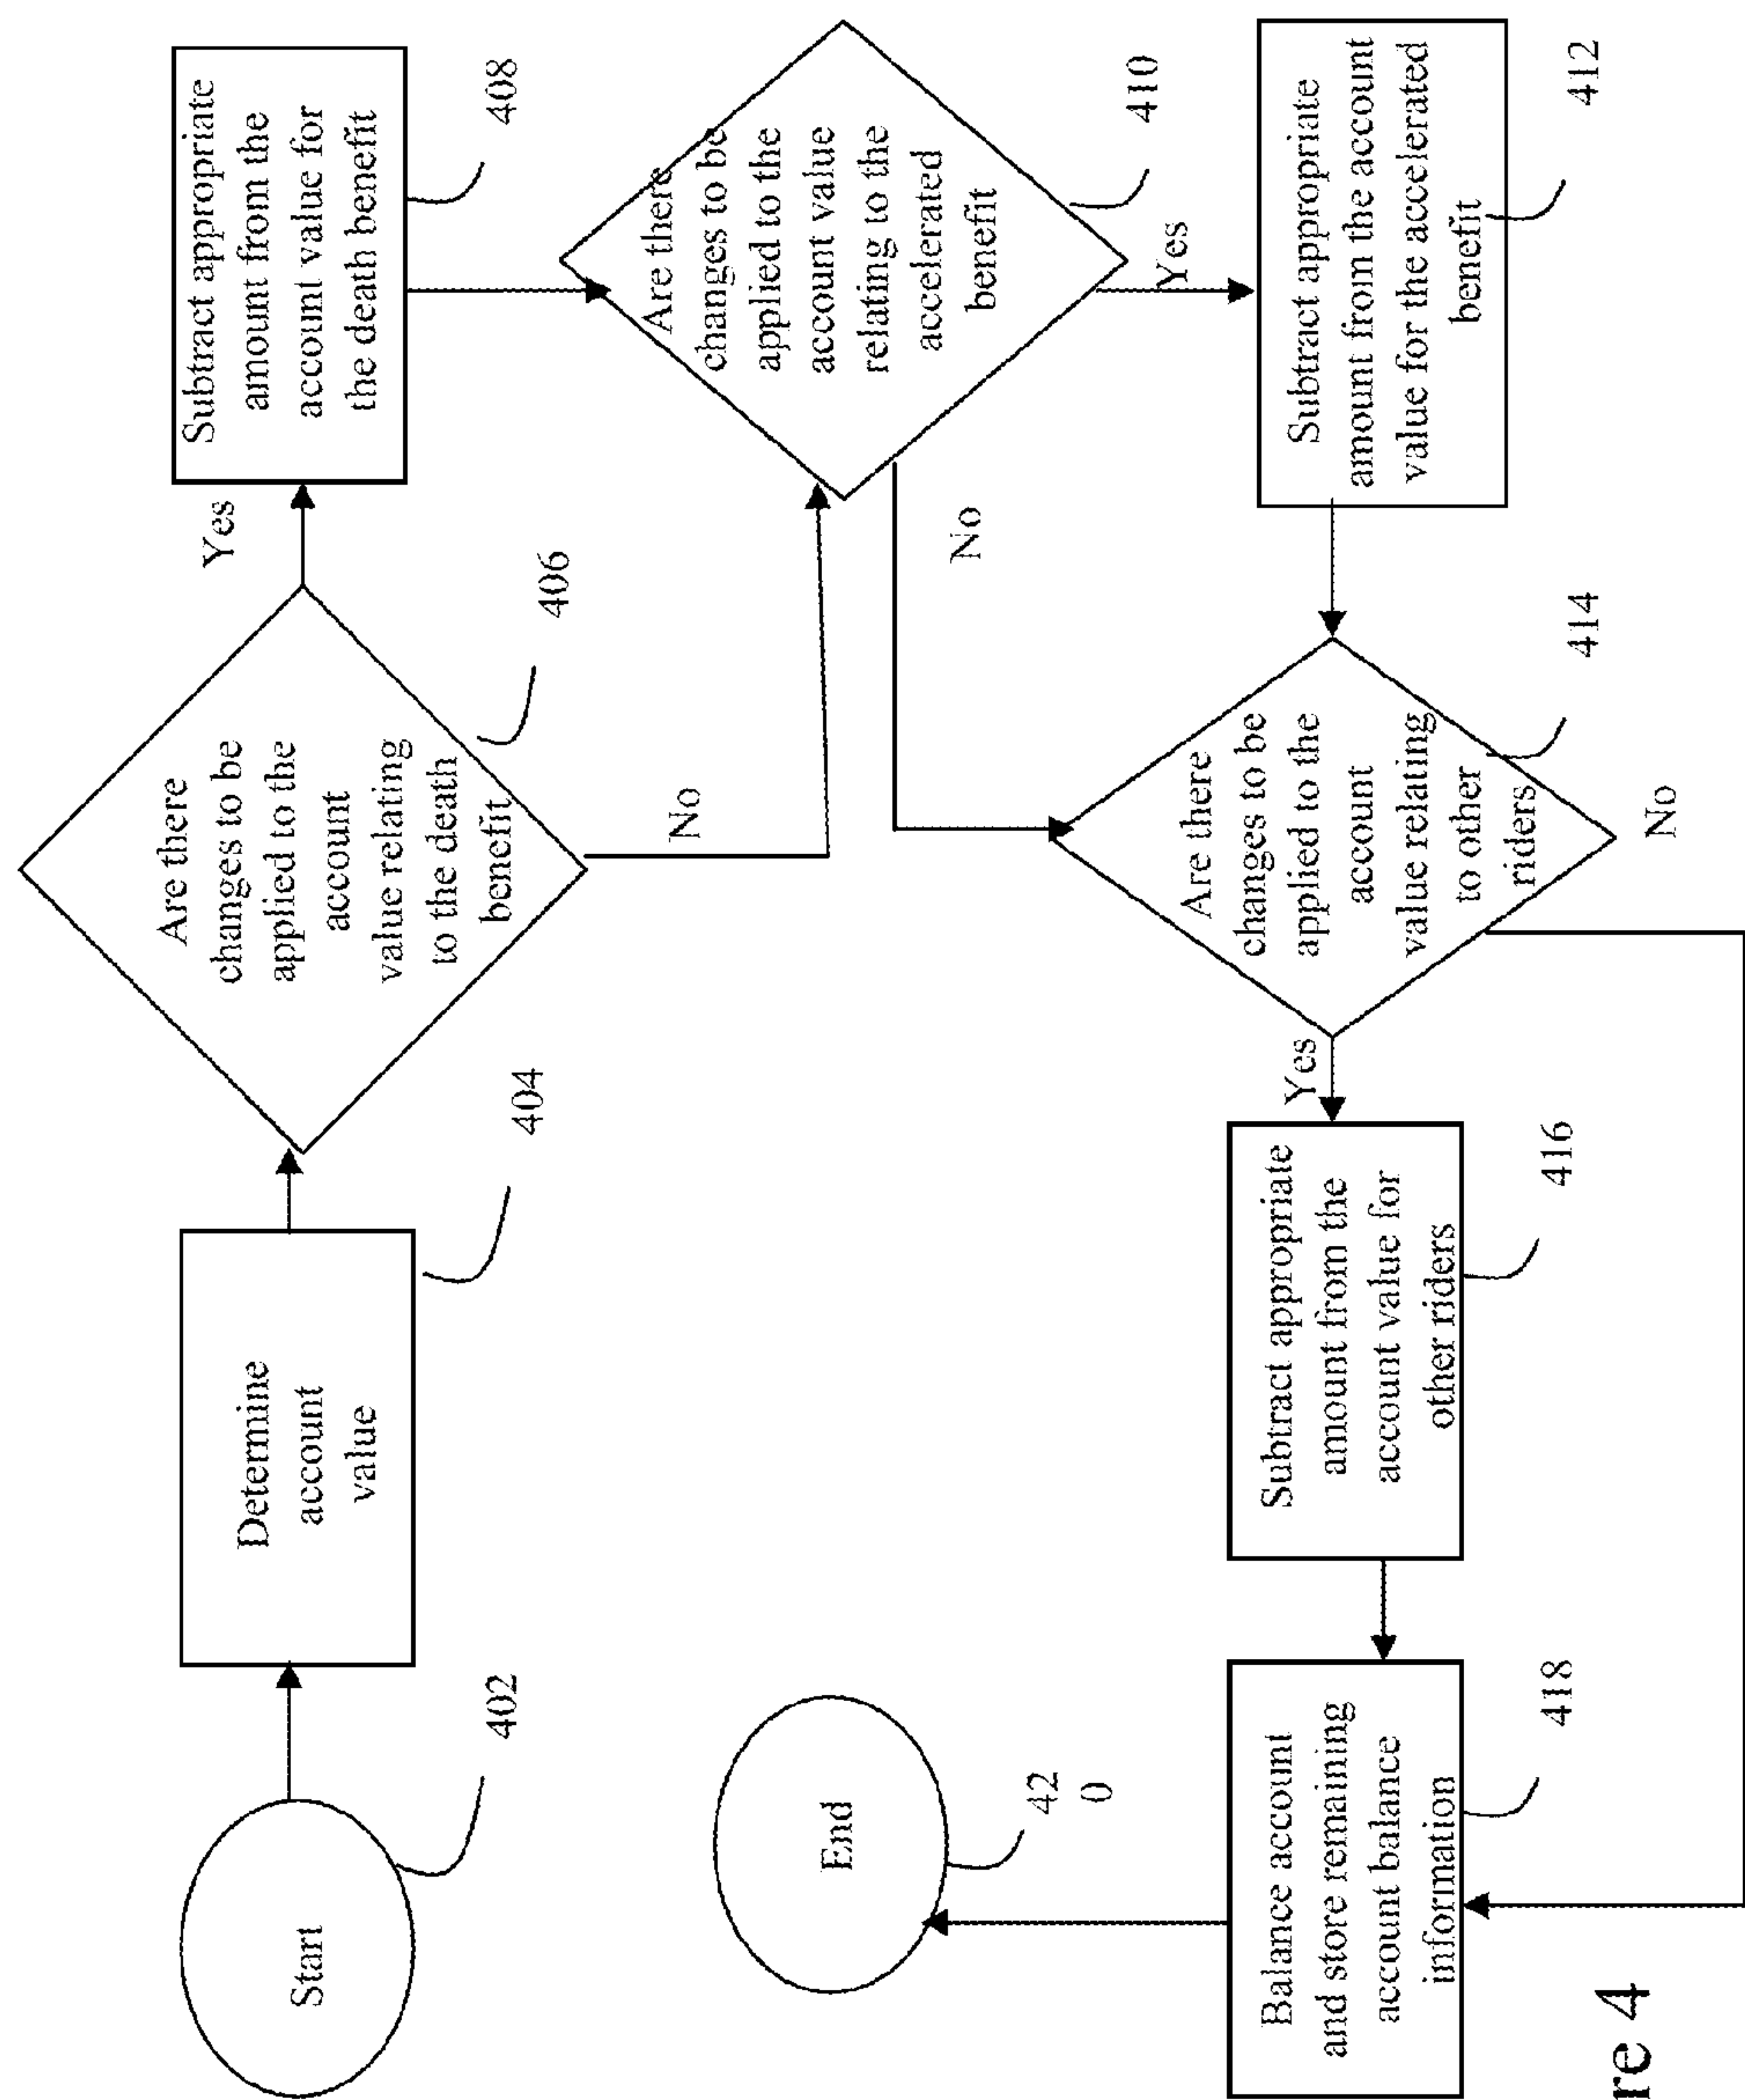 Start
402
Determine
account
value
404
Are there
changes to be
applied to the
account
value relating
to the death
benefit
406
Yes
No
Subtract appropriate
amount from the
account value for
the death benefit
408
Are there
changes to be
applied to the
account value
relating to the
accelerated
benefit
410
Yes
No
Subtract appropriate
amount from the account
value for the accelerated
benefit
412
Are there
changes to be
applied to the
account
value relating
to other
riders
414
Yes
No
Subtract appropriate
amount from the
account value for
other riders
416
Balance account
and store remaining
account balance
information
418
End
42
0
re 4